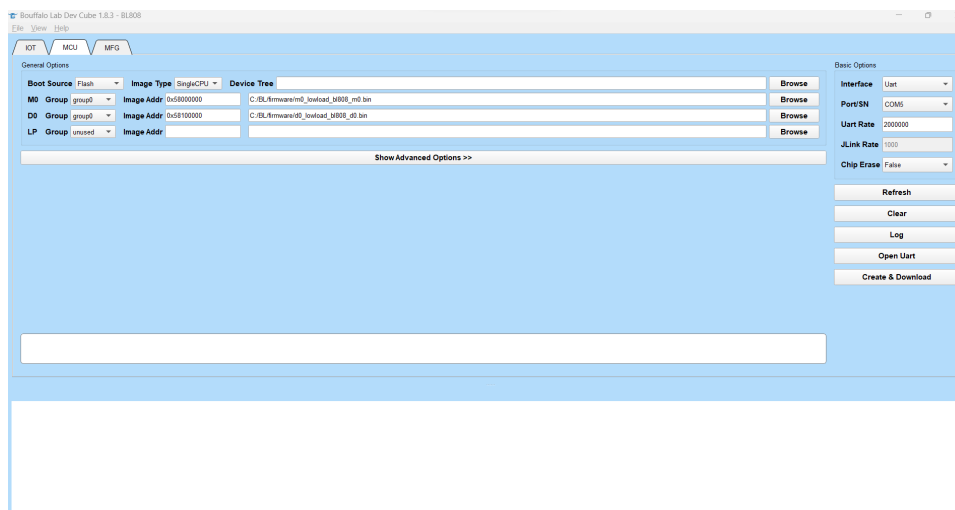 Bouffalo Lab Dev Cube 1.8.3 - BL808
File View Help
IOT MCU MFG
General Options
Boot Source Flash Image Type SingleCPU Device Tree Browse
M0 Group group0 Image Addr 0x58000000 C:/BL/firmware/m0_lowload_bl808_m0.bin Browse
D0 Group group0 Image Addr 0x58100000 C:/BL/firmware/d0_lowload_bl808_d0.bin Browse
LP Group unused Image Addr Browse
Show Advanced Options >>
Basic Options
Interface Uart
Port/SN COM5
Uart Rate 2000000
JLink Rate 1000
Chip Erase False
Refresh
Clear
Log
Open Uart
Create & Download